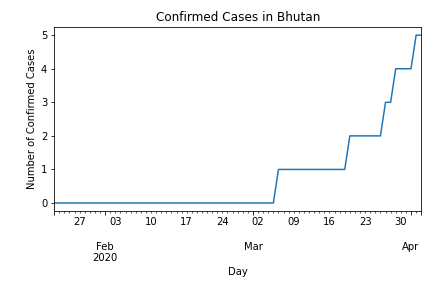 Confirmed Cases in Bhutan
Number of Confirmed Cases
5
4
3
2
1
0
27 03 10 17 24 02 09 16 23 30
Feb Mar Apr
2020
Day